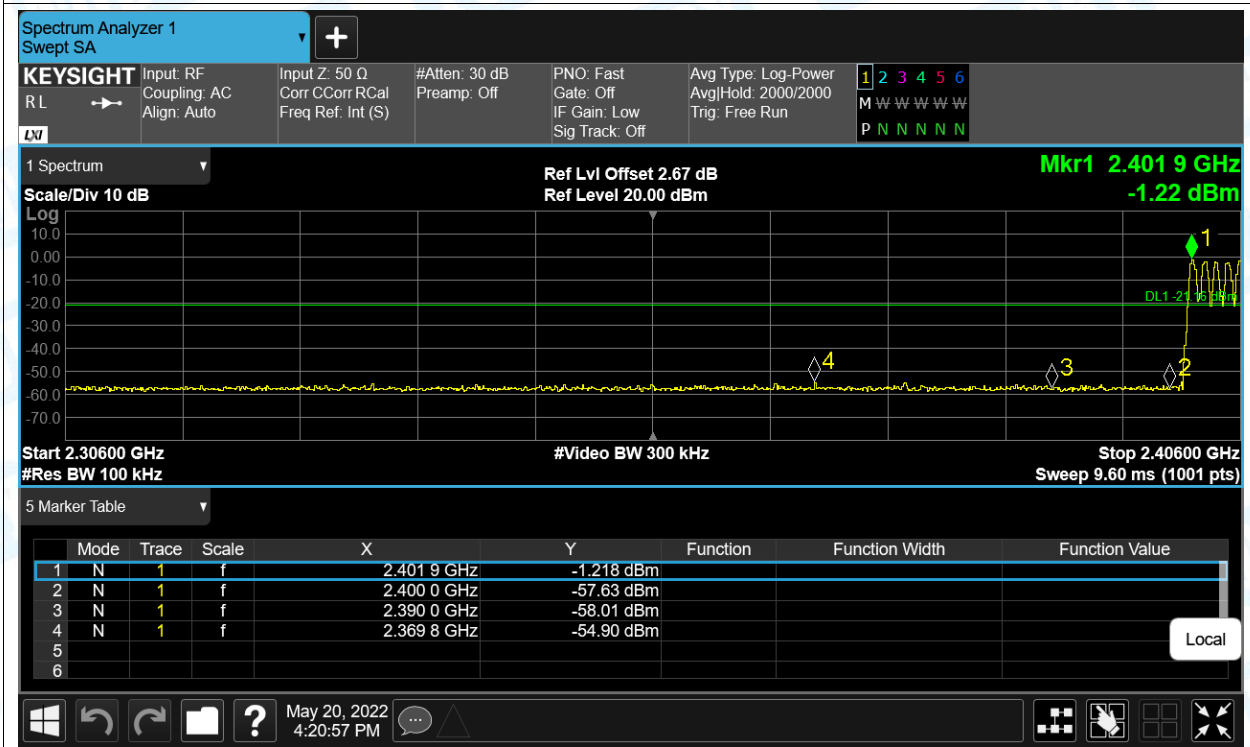 Spectrum Analyzer 1
Swept SA
KEYSIGHT
R L
LXI
Input: RF
Coupling: AC
Align: Auto
Input Z: 50 Ω
Corr CCorr RCal
Freq Ref: Int (S)
#Atten: 30 dB
Preamp: Off
PNO: Fast
Gate: Off
IF Gain: Low
Sig Track: Off
Avg Type: Log-Power
Avg|Hold: 2000/2000
Trig: Free Run
1 2 3 4 5 6
M W W W W W
P N N N N N
1 Spectrum
Scale/Div 10 dB
Ref Lvl Offset 2.67 dB
Ref Level 20.00 dBm
Mkr1 2.401 9 GHz
-1.22 dBm
Log
10.0
0.00
-10.0
-20.0
-30.0
-40.0
-50.0
-60.0
-70.0
1
DL1 -21.16 dBm
4
3
2
Start 2.30600 GHz
#Res BW 100 kHz
#Video BW 300 kHz
Stop 2.40600 GHz
Sweep 9.60 ms (1001 pts)
5 Marker Table
Mode Trace Scale X Y Function Function Width Function Value
1 N 1 f 2.401 9 GHz -1.218 dBm
2 N 1 f 2.400 0 GHz -57.63 dBm
3 N 1 f 2.390 0 GHz -58.01 dBm
4 N 1 f 2.369 8 GHz -54.90 dBm
5
6
Local
?
May 20, 2022
4:20:57 PM